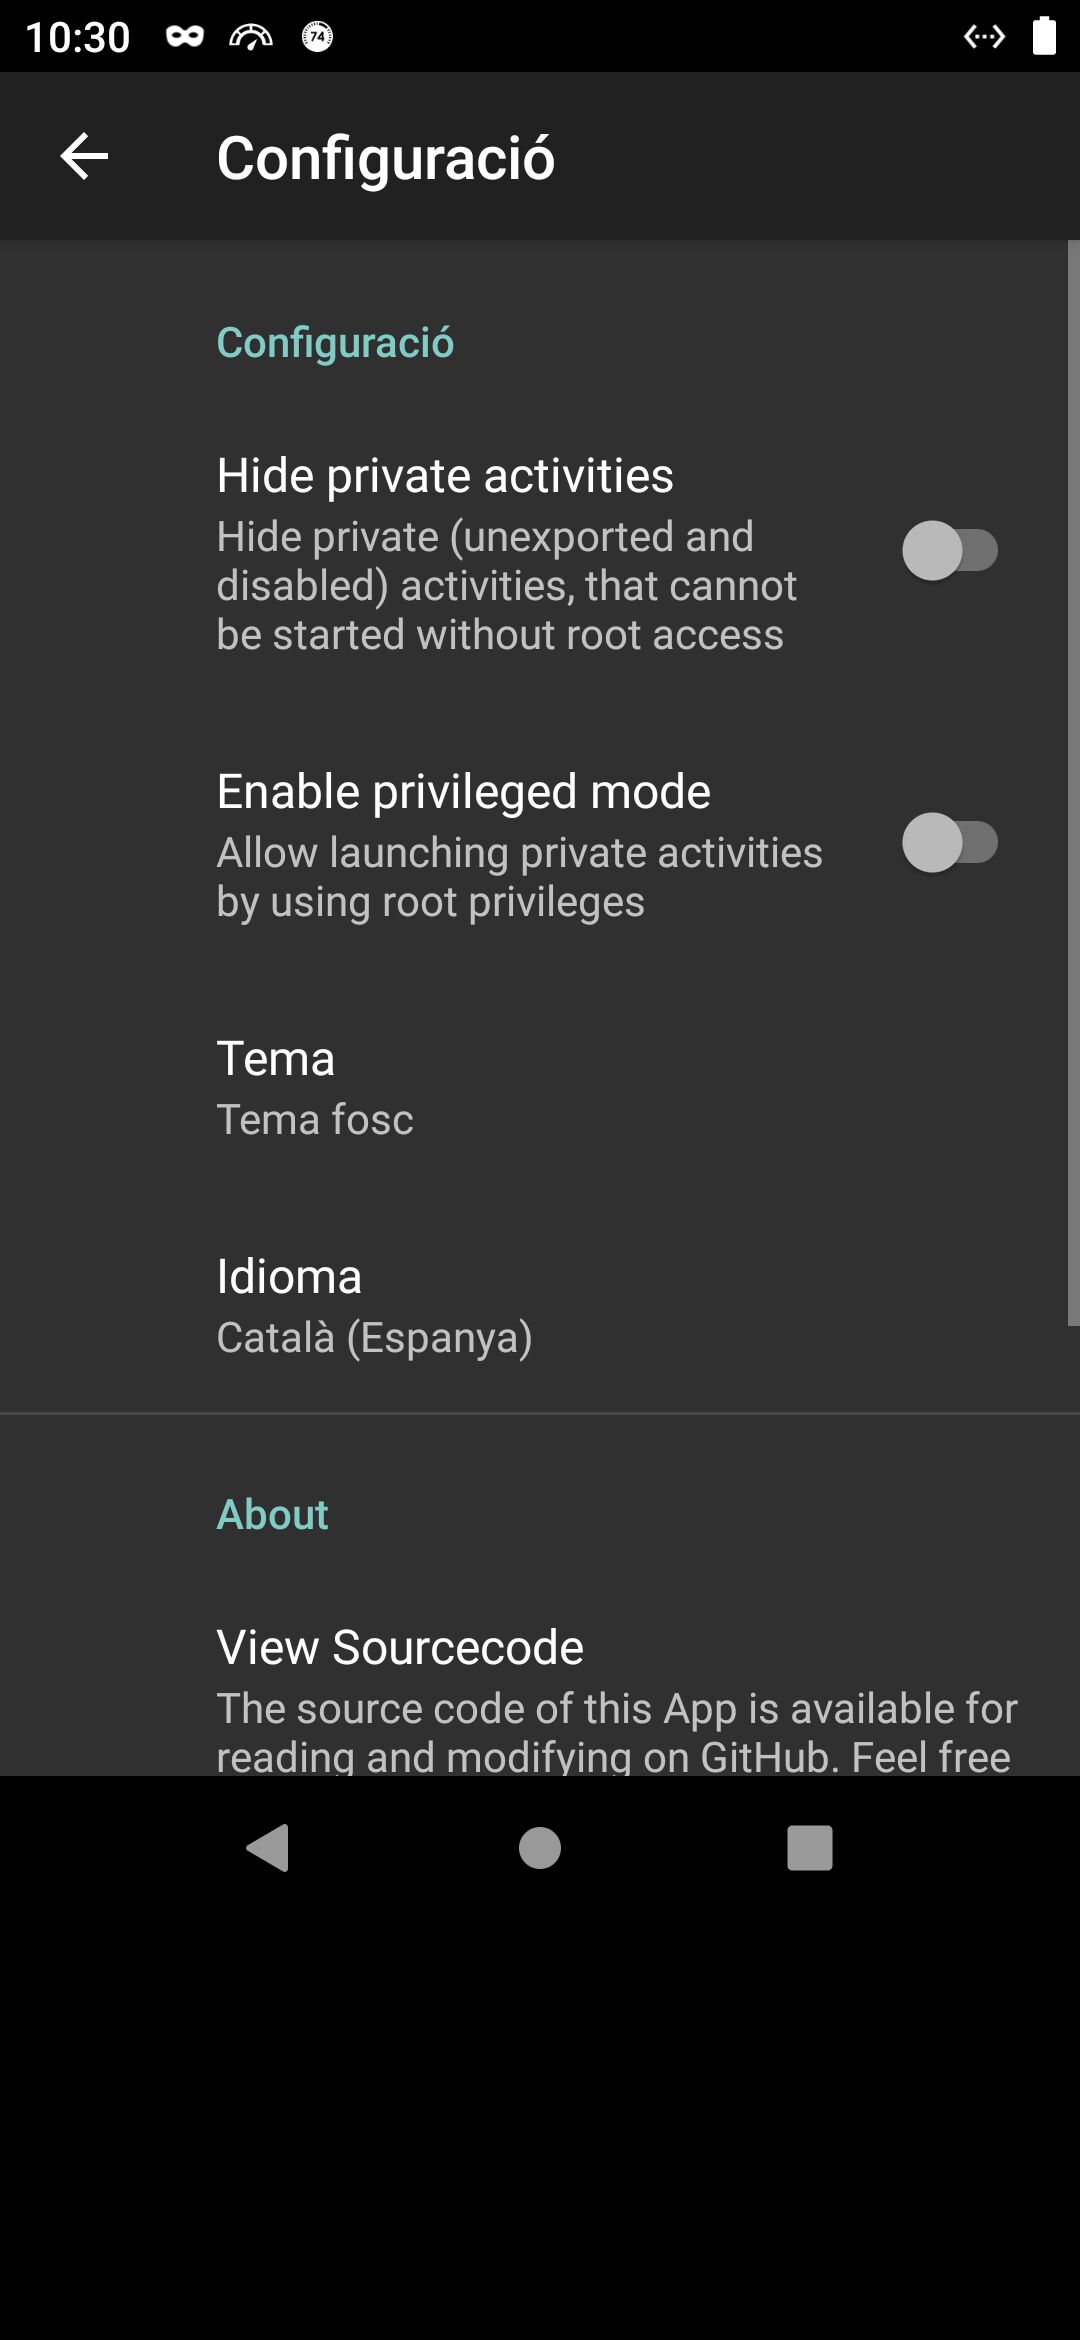 10:30
74
Configuració
Configuració
Hide private activities
Hide private (unexported and
disabled) activities, that cannot
be started without root access
Enable privileged mode
Allow launching private activities
by using root privileges
Tema
Tema fosc
Idioma
Català (Espanya)
About
View Sourcecode
The source code of this App is available for
reading and modifying on GitHub. Feel free